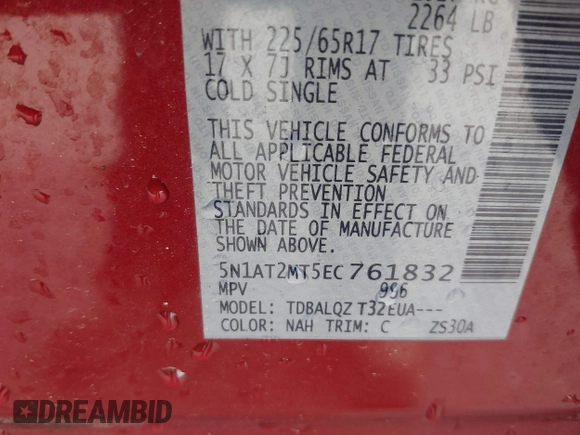 2264 LB
WITH 225/65R17 TIRES
17 X 7J RIMS AT 33 PSI
COLD SINGLE
THIS VEHICLE CONFORMS TO
ALL APPLICABLE FEDERAL
MOTOR VEHICLE SAFETY AND
THEFT PREVENTION
STANDARDS IN EFFECT ON
THE DATE OF MANUFACTURE
SHOWN ABOVE.
5N1AT2MT5EC761832
MPV 996
MODEL: TDBALQZ T32EUA---
COLOR: NAH TRIM: C ZS30A
DREAMBID